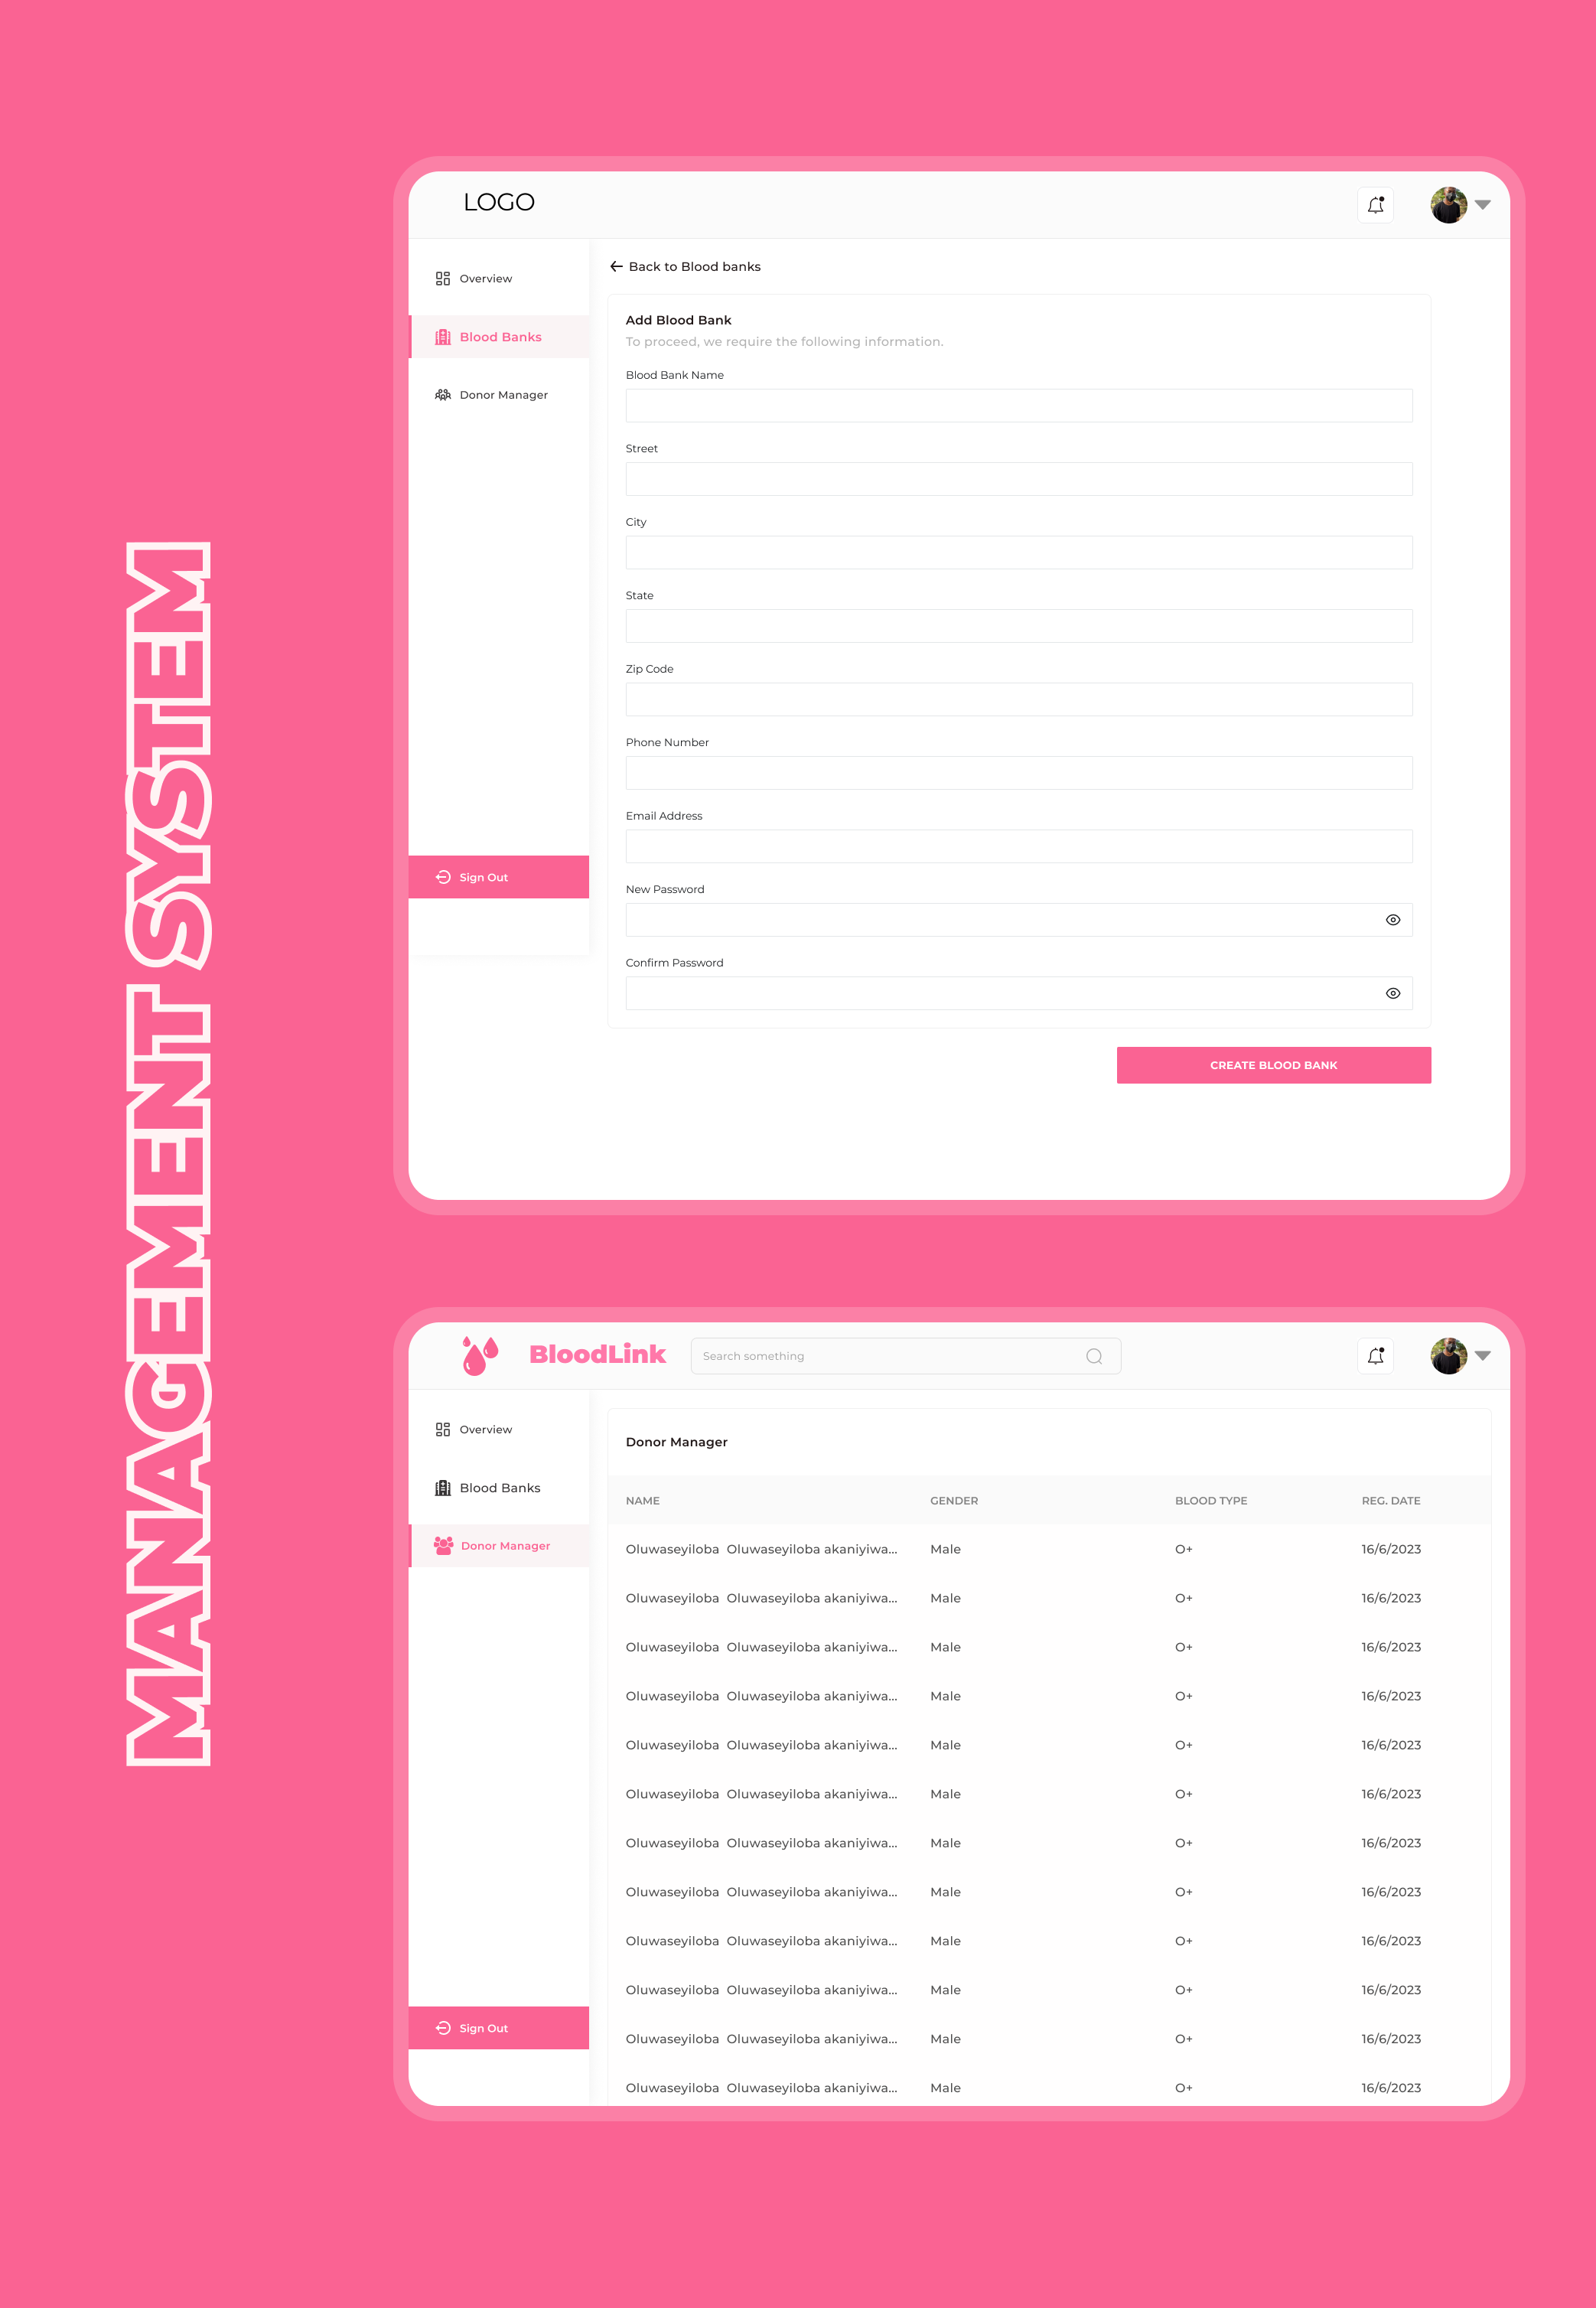 MANAGEMENT SYSTEM
LOGO
Overview
Blood Banks
Donor Manager
Sign Out
Back to Blood banks
Add Blood Bank
To proceed, we require the following information.
Blood Bank Name
Street
City
State
Zip Code
Phone Number
Email Address
New Password
Confirm Password
CREATE BLOOD BANK
BloodLink
Search something
Overview
Blood Banks
Donor Manager
Sign Out
Donor Manager
NAME GENDER BLOOD TYPE REG. DATE
Oluwaseyiloba Oluwaseyiloba akaniyiwa... Male O+ 16/6/2023
Oluwaseyiloba Oluwaseyiloba akaniyiwa... Male O+ 16/6/2023
Oluwaseyiloba Oluwaseyiloba akaniyiwa... Male O+ 16/6/2023
Oluwaseyiloba Oluwaseyiloba akaniyiwa... Male O+ 16/6/2023
Oluwaseyiloba Oluwaseyiloba akaniyiwa... Male O+ 16/6/2023
Oluwaseyiloba Oluwaseyiloba akaniyiwa... Male O+ 16/6/2023
Oluwaseyiloba Oluwaseyiloba akaniyiwa... Male O+ 16/6/2023
Oluwaseyiloba Oluwaseyiloba akaniyiwa... Male O+ 16/6/2023
Oluwaseyiloba Oluwaseyiloba akaniyiwa... Male O+ 16/6/2023
Oluwaseyiloba Oluwaseyiloba akaniyiwa... Male O+ 16/6/2023
Oluwaseyiloba Oluwaseyiloba akaniyiwa... Male O+ 16/6/2023
Oluwaseyiloba Oluwaseyiloba akaniyiwa... Male O+ 16/6/2023